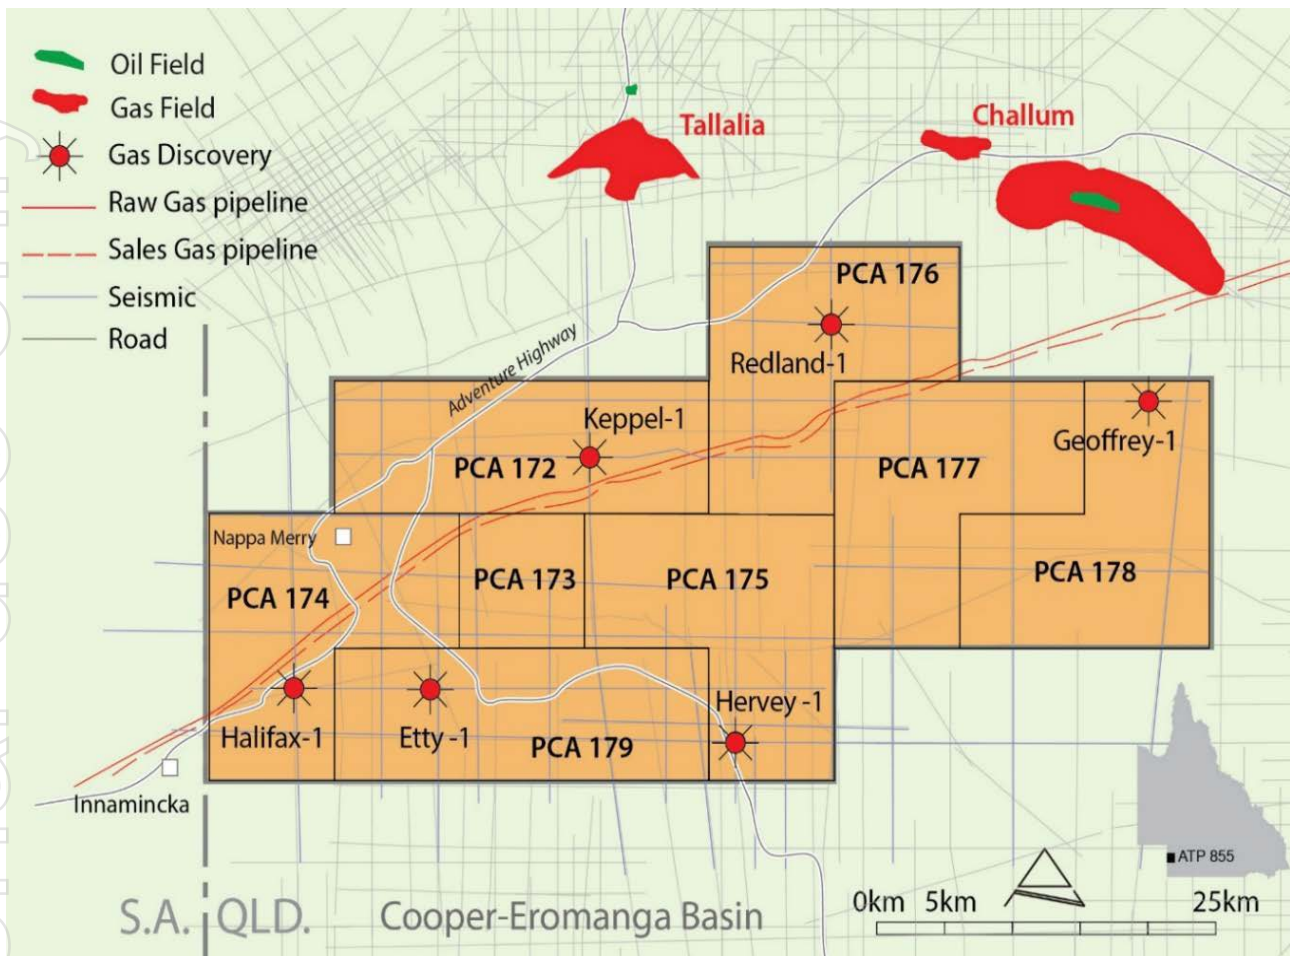 Oil Field
Gas Field
Gas Discovery
Raw Gas pipeline
Sales Gas pipeline
Seismic
Road
Tallalia
Challum
PCA 176
Redland-1
Adventure Highway
Keppel-1
Geoffrey-1
PCA 172
PCA 177
Nappa Merry
PCA 174
PCA 173
PCA 175
PCA 178
Halifax-1
Etty -1
Hervey -1
PCA 179
Innamincka
ATP 855
S.A. QLD.
Cooper-Eromanga Basin
0km 5km 25km